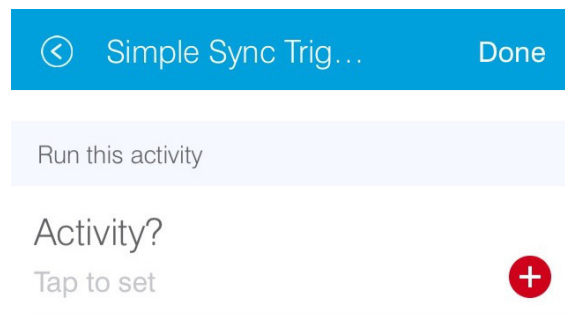 Simple Sync Trig... Done
Run this activity
Activity?
Tap to set